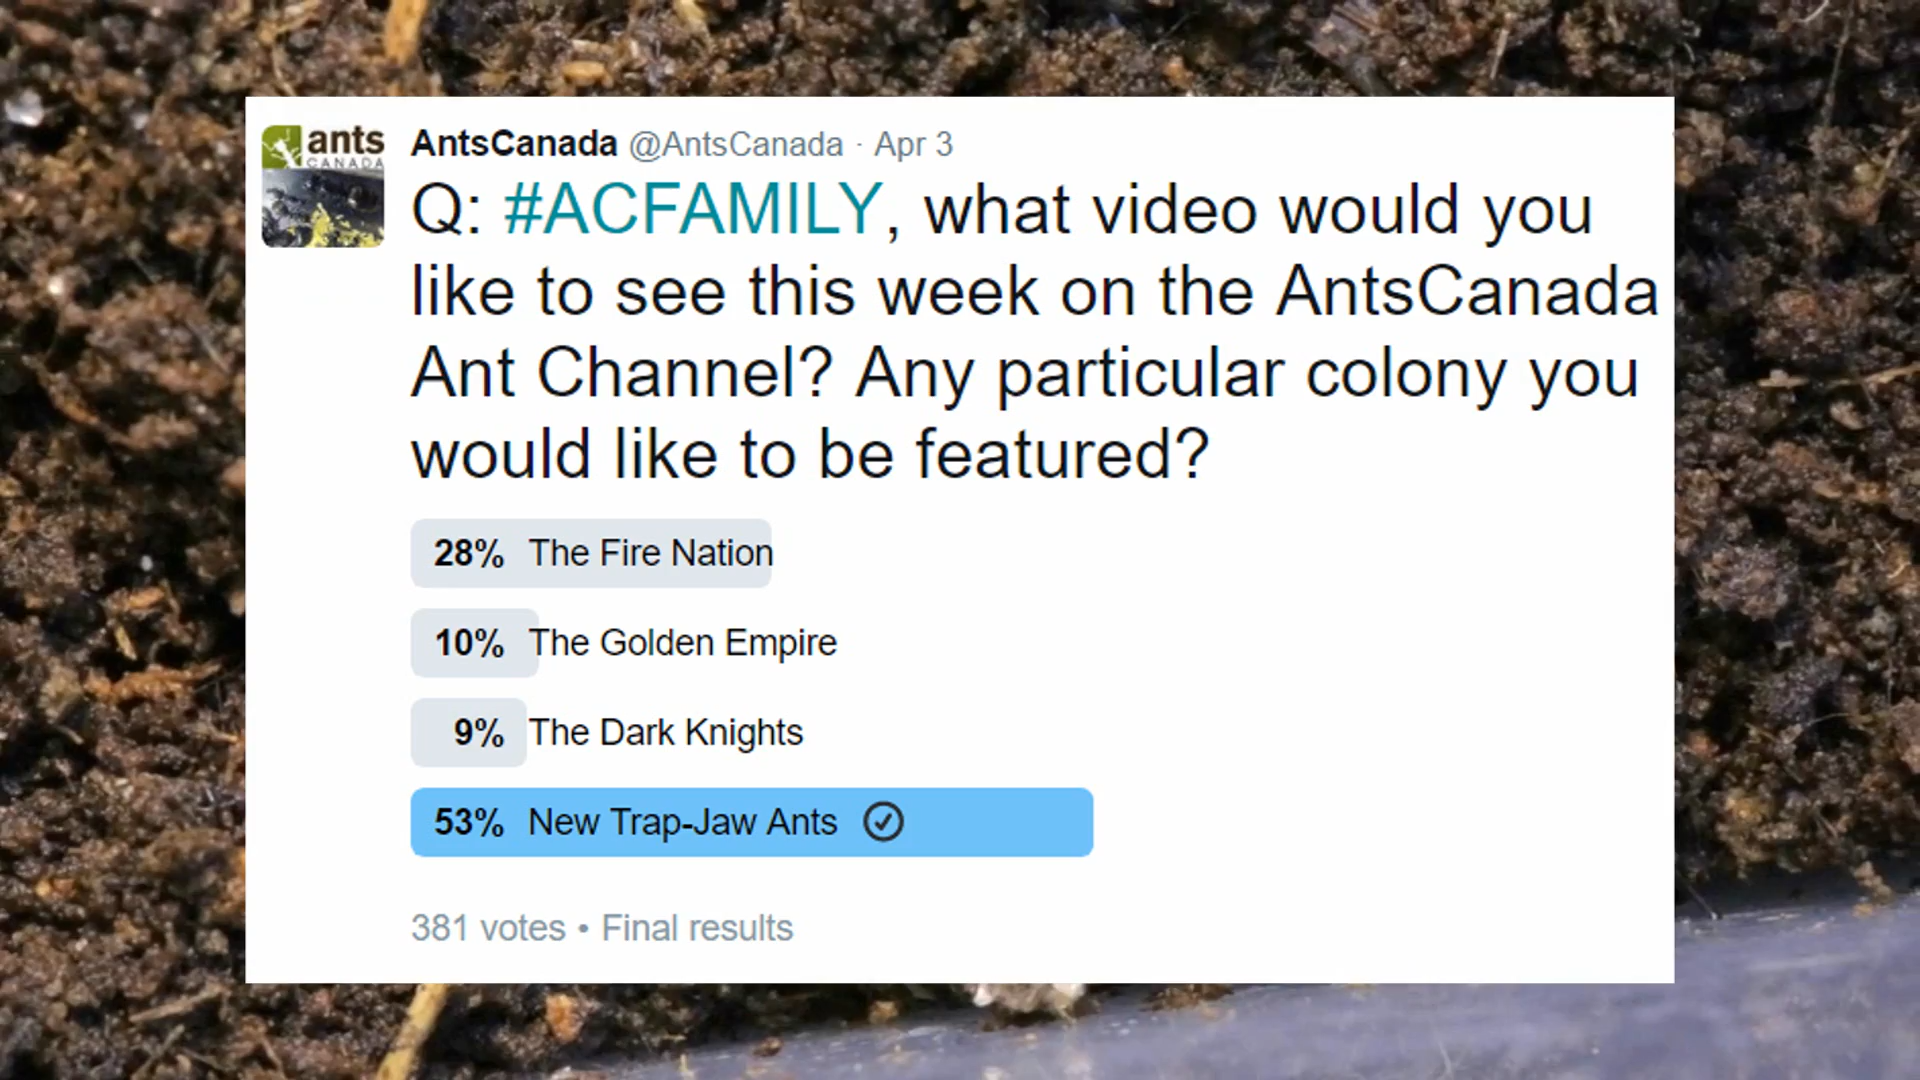 ants
CANADA
AntsCanada @AntsCanada · Apr 3
Q: #ACFAMILY, what video would you
like to see this week on the AntsCanada
Ant Channel? Any particular colony you
would like to be featured?
28% The Fire Nation
10% The Golden Empire
9% The Dark Knights
53% New Trap-Jaw Ants
381 votes • Final results